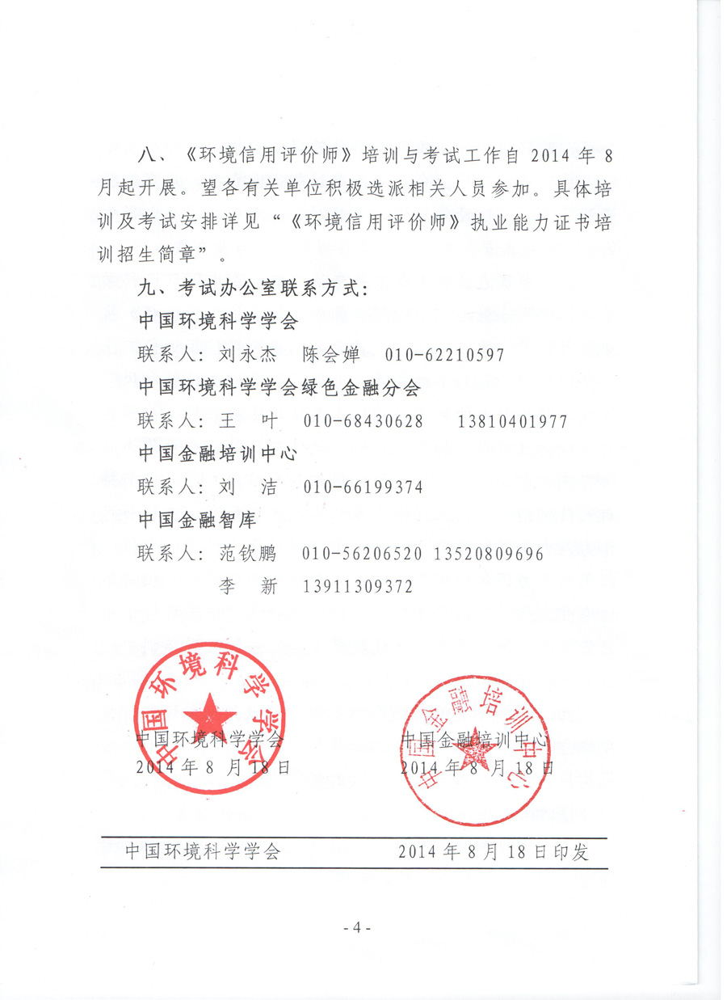 八、《环境信用评价师》培训与考试工作自 2014 年 8
月起开展。望各有关单位积极选派相关人员参加。具体培
训及考试安排详见“《环境信用评价师》执业能力证书培
训招生简章”。
九、考试办公室联系方式：
中国环境科学学会
联系人：刘永杰 陈会婵 010-62210597
中国环境科学学会绿色金融分会
联系人：王 叶 010-68430628 13810401977
中国金融培训中心
联系人：刘 洁 010-66199374
中国金融智库
联系人：范钦鹏 010-56206520 13520809696
李 新 13911309372
中国环境科学学会
中国环境科学学会
2014 年 8 月 18 日
中国金融培训中心
中国金融培训中心
2014 年 8 月 18 日
中国环境科学学会 2014 年 8 月 18 日印发
- 4 -